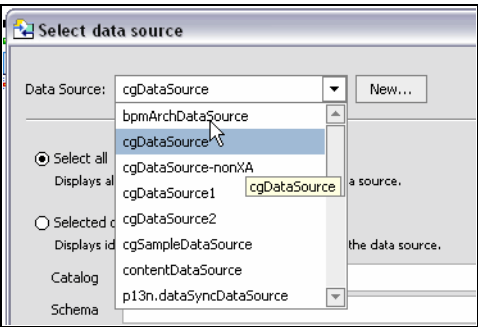 Select data source
Data Source: cgDataSource New...
bpmArchDataSource
cgDataSource
Select all
cgDataSource-nonXA
Displays al a source.
cgDataSource
cgDataSource1
Selected
cgDataSource2
Displays id the data source.
cgSampleDataSource
contentDataSource
Catalog
p13n.dataSyncDataSource
Schema